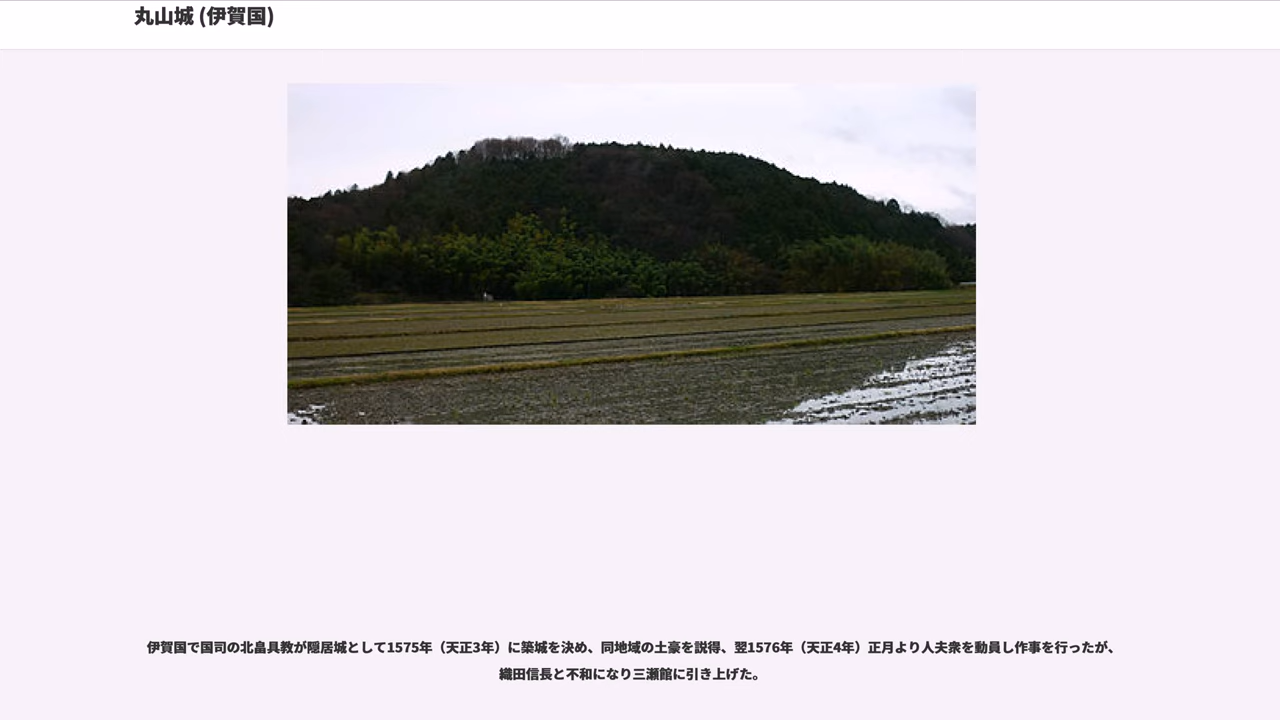 丸山城 (伊賀国)
伊賀国で国司の北畠具教が隠居城として1575年（天正3年）に築城を決め、同地域の土豪を説得、翌1576年（天正4年）正月より人夫衆を動員し作事を行ったが、
織田信長と不和になり三瀬館に引き上げた。